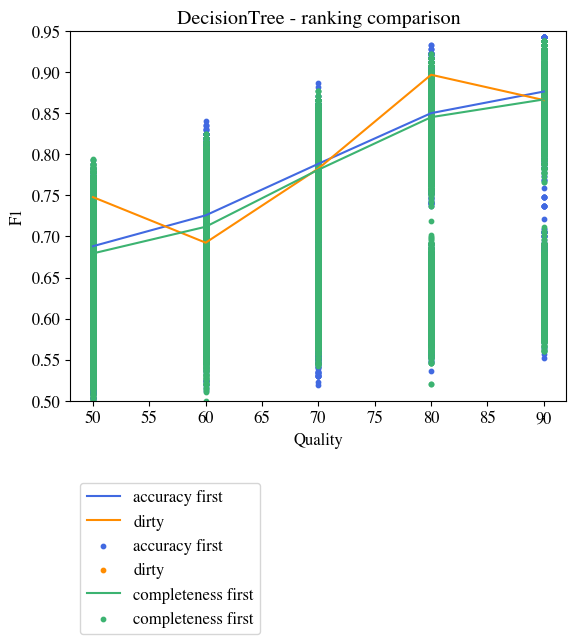 DecisionTree - ranking comparison
F1
0.95
0.90
0.85
0.80
0.75
0.70
0.65
0.60
0.55
0.50
50 55 60 65 70 75 80 85 90
Quality
accuracy first
dirty
accuracy first
dirty
completeness first
completeness first